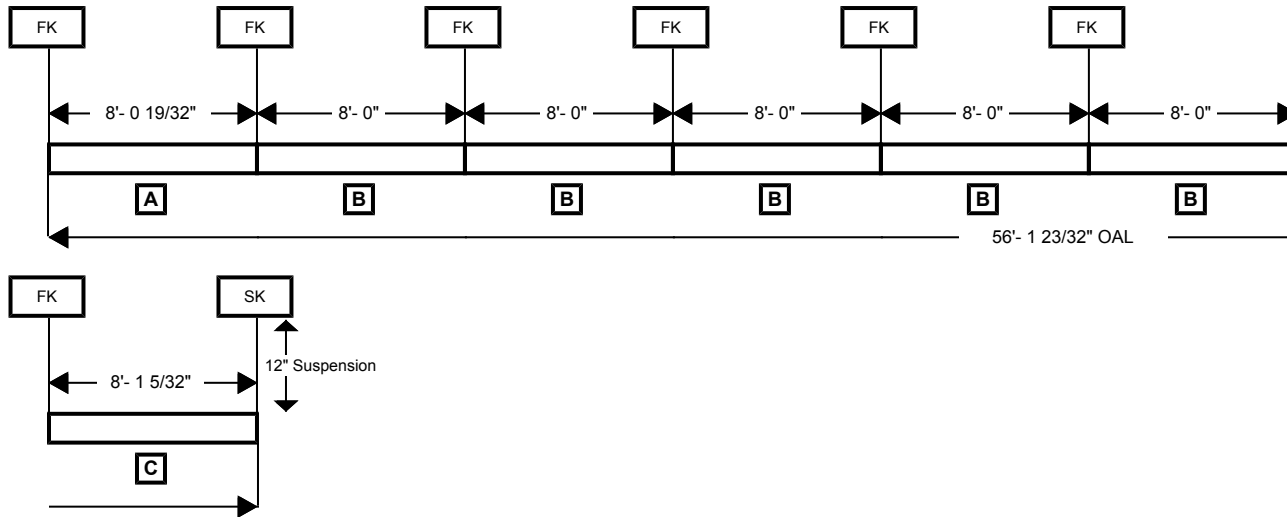 FK FK FK FK FK FK
8'- 0 19/32" 8'- 0" 8'- 0" 8'- 0" 8'- 0" 8'- 0"
A B B B B B
56'- 1 23/32" OAL
FK SK
12" Suspension
8'- 1 5/32"
C